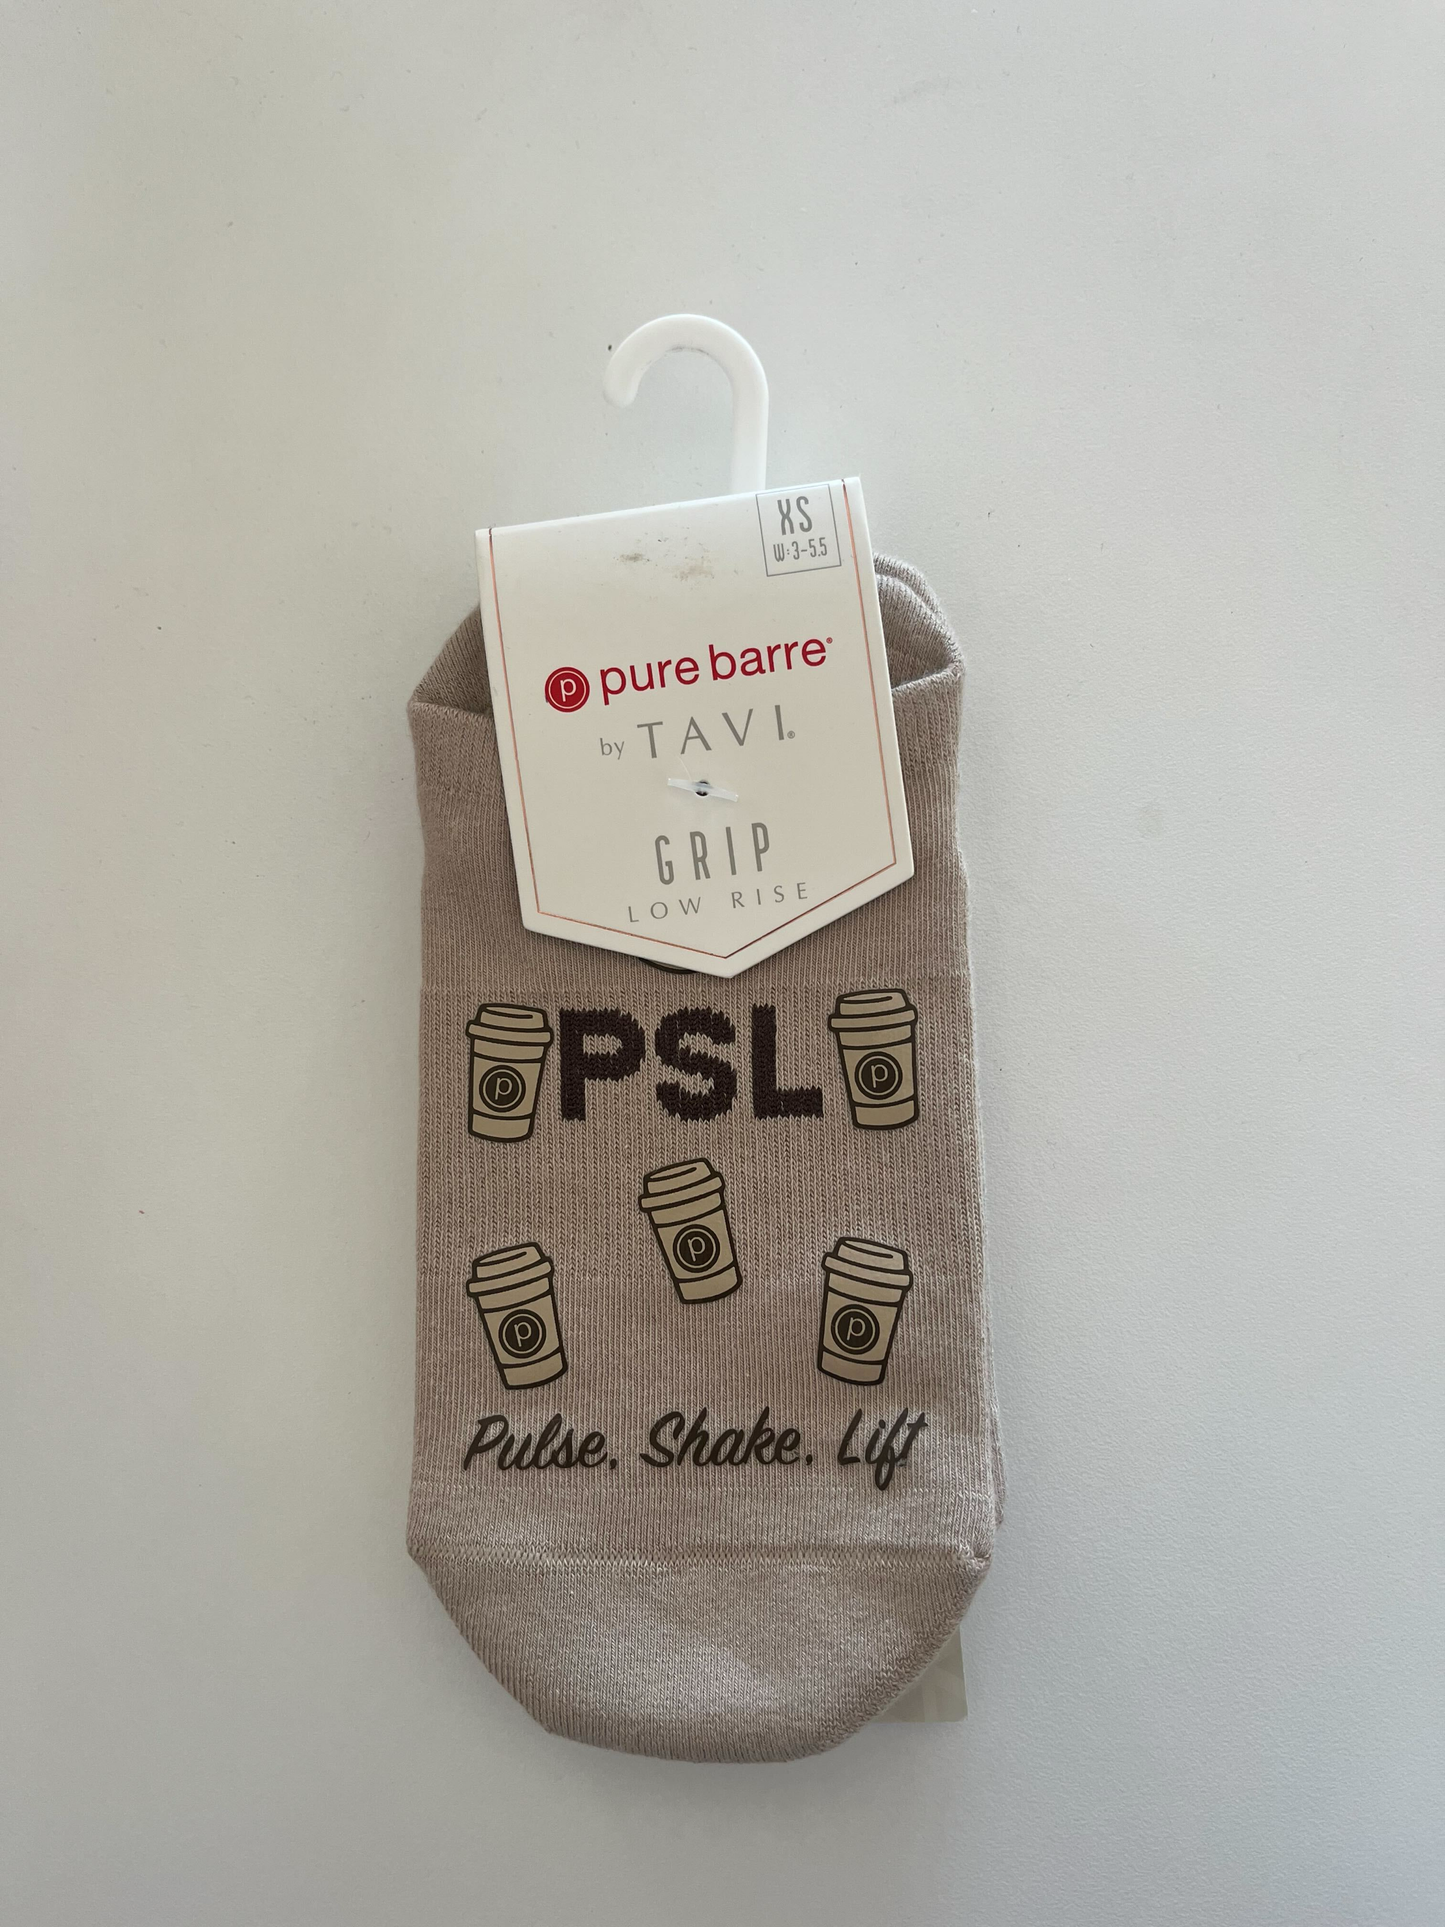 XS
W:3-5.5
p pure barre®
by TAVI®
GRIP
LOW RISE
PSL
p
p
p
p
p
Pulse. Shake. Lift